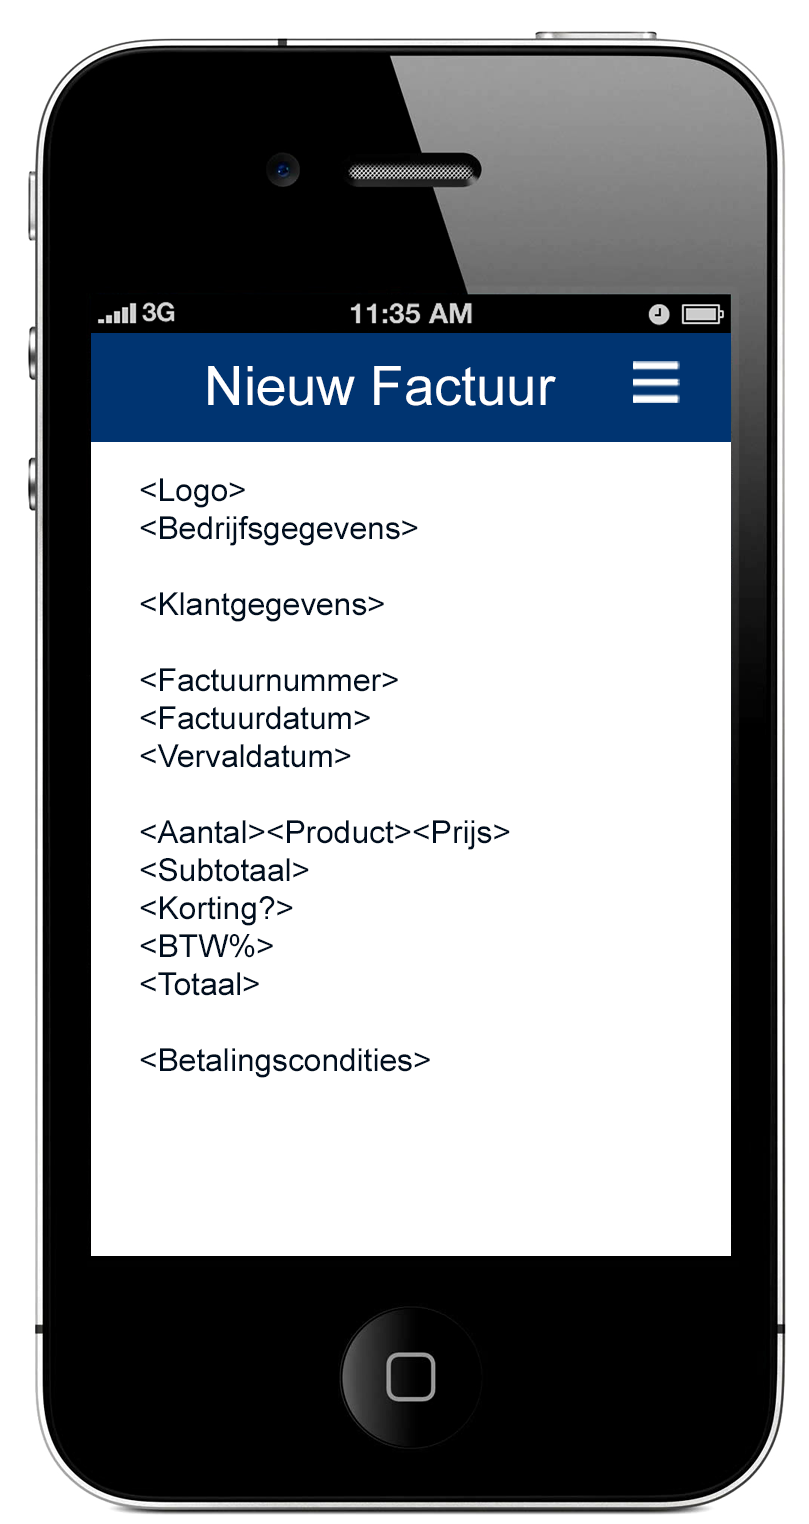 3G 11:35 AM
Nieuw Factuur
<Logo>
<Bedrijfsgegevens>
<Klantgegevens>
<Factuurnummer>
<Factuurdatum>
<Vervaldatum>
<Aantal><Product><Prijs>
<Subtotaal>
<Korting?>
<BTW%>
<Totaal>
<Betalingscondities>